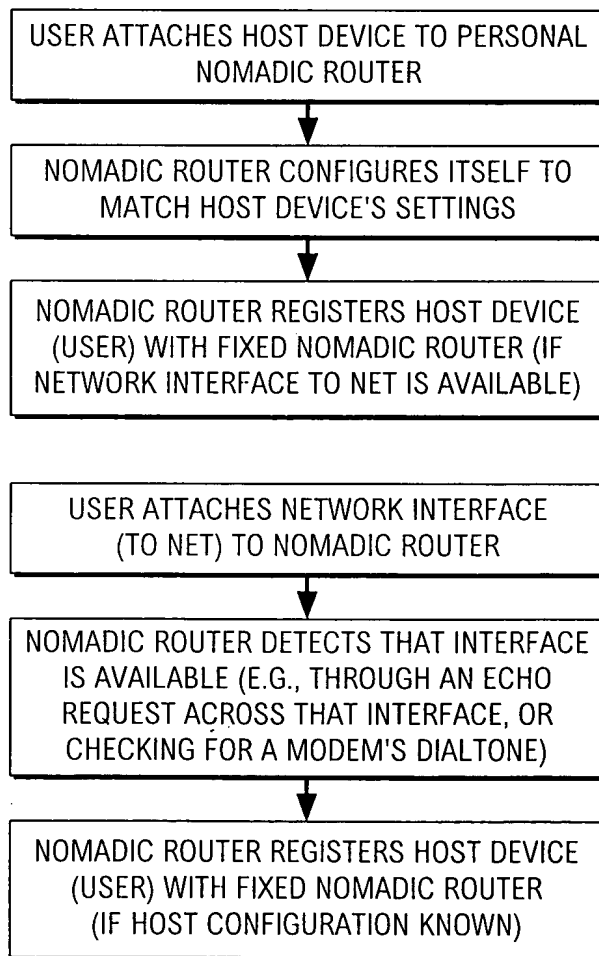 USER ATTACHES HOST DEVICE TO PERSONAL
NOMADIC ROUTER
NOMADIC ROUTER CONFIGURES ITSELF TO
MATCH HOST DEVICE'S SETTINGS
NOMADIC ROUTER REGISTERS HOST DEVICE
(USER) WITH FIXED NOMADIC ROUTER (IF
NETWORK INTERFACE TO NET IS AVAILABLE)
USER ATTACHES NETWORK INTERFACE
(TO NET) TO NOMADIC ROUTER
NOMADIC ROUTER DETECTS THAT INTERFACE
IS AVAILABLE (E.G., THROUGH AN ECHO
REQUEST ACROSS THAT INTERFACE, OR
CHECKING FOR A MODEM'S DIALTONE)
NOMADIC ROUTER REGISTERS HOST DEVICE
(USER) WITH FIXED NOMADIC ROUTER
(IF HOST CONFIGURATION KNOWN)